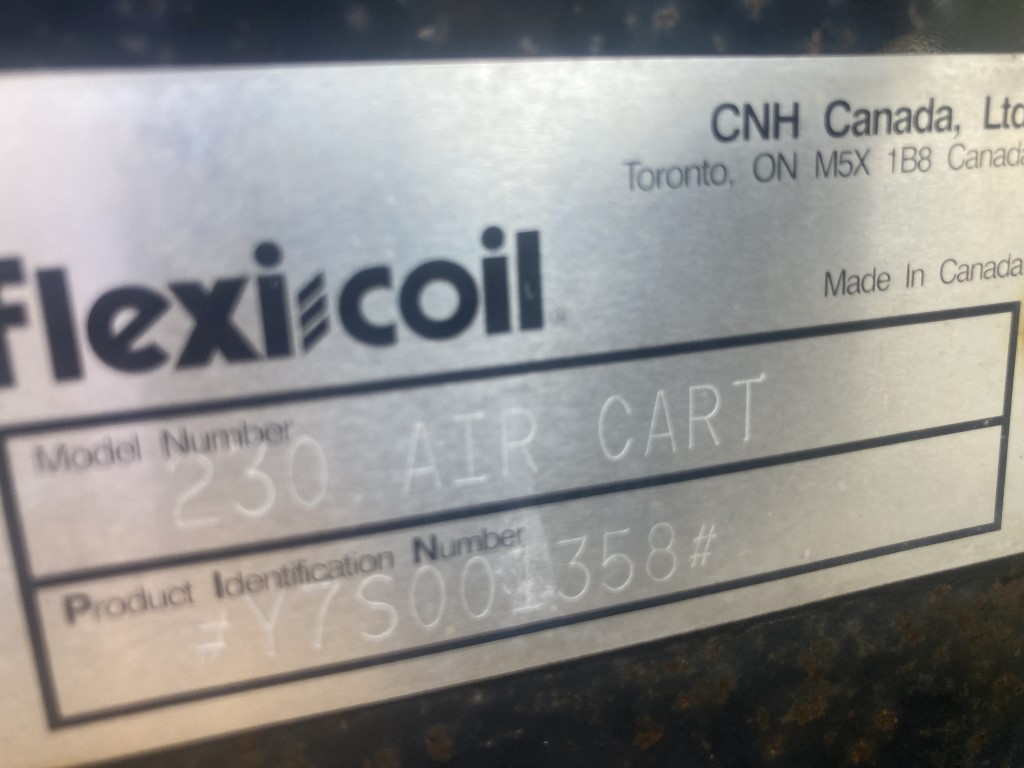 CNH Canada, Ltd
Toronto, ON M5X 1B8 Canada
flexi coil
Made In Canada
Model Number
230 AIR CART
Product Identification Number
#Y7S001358#